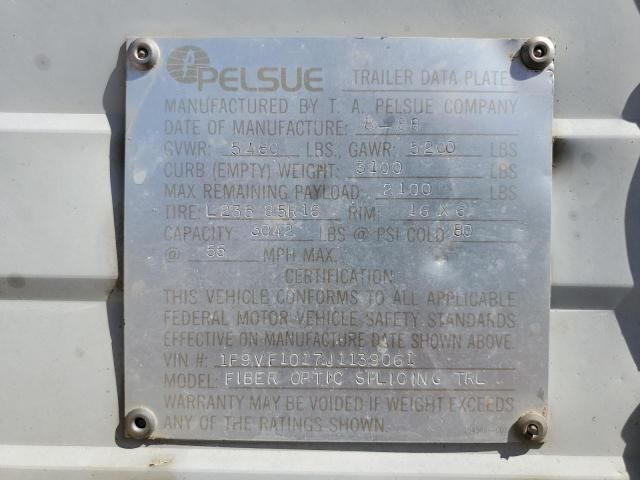 PELSUE TRAILER DATA PLATE
MANUFACTURED BY T. A. PELSUE COMPANY
DATE OF MANUFACTURE:
GVWR: 5460 LBS., GAWR: 5200 LBS
CURB (EMPTY) WEIGHT: 3100 LBS
MAX REMAINING PAYLOAD: 2100 LBS
TIRE: L235 85R16 RIM: 16 X 6
CAPACITY: 3042 LBS @ PSI COLD 80
@ 55 MPH MAX.
CERTIFICATION
THIS VEHICLE CONFORMS TO ALL APPLICABLE
FEDERAL MOTOR VEHICLE SAFETY STANDARDS
EFFECTIVE ON MANUFACTURE DATE SHOWN ABOVE
VIN #: 1F9VF1017J1139061
MODEL: FIBER OPTIC SPLICING TRL
WARRANTY MAY BE VOIDED IF WEIGHT EXCEEDS
ANY OF THE RATINGS SHOWN.